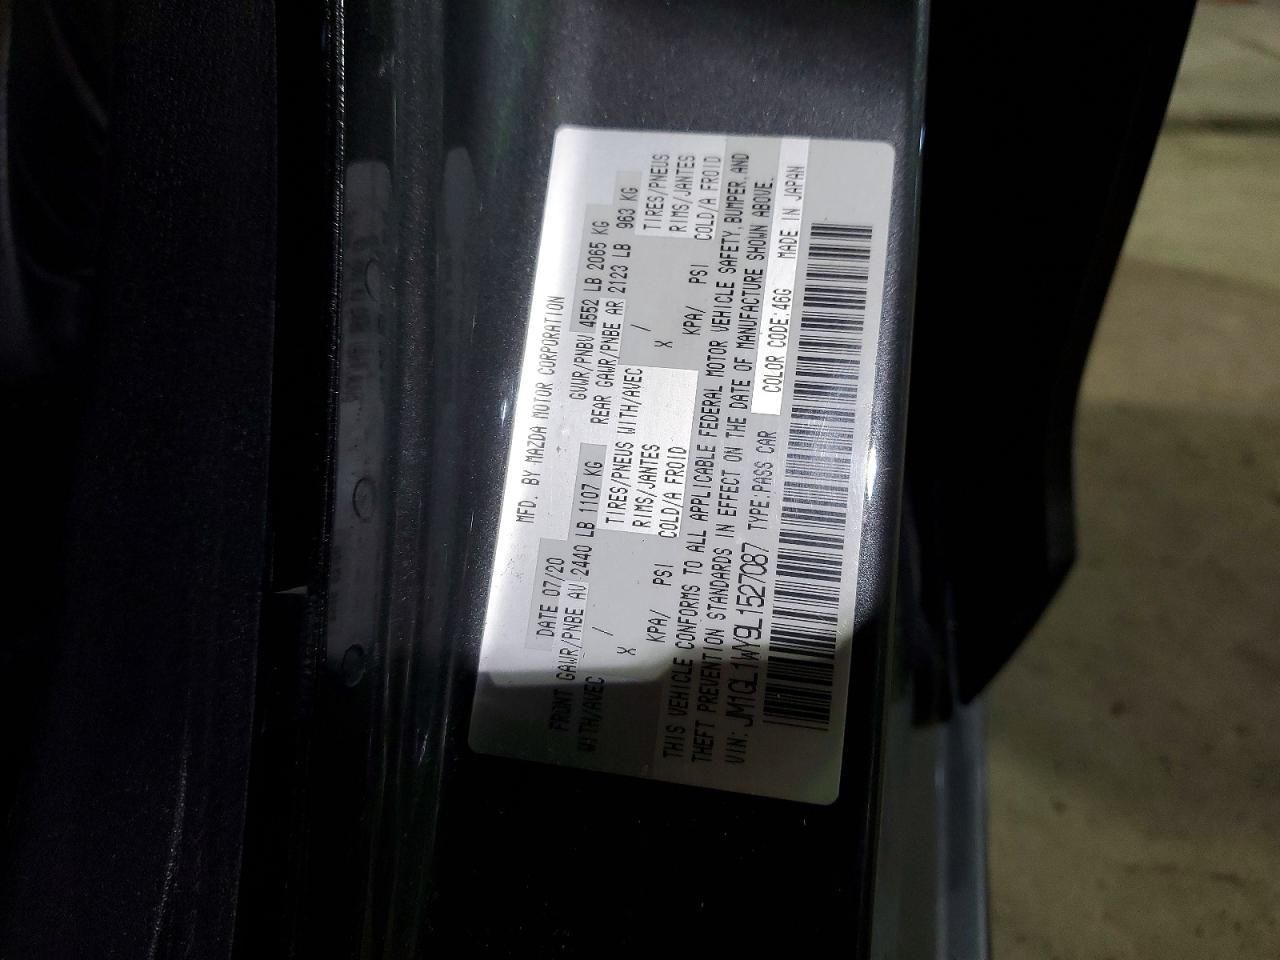 MFD. BY MAZDA MOTOR CORPORATION
DATE 07/20 GVWR/PNBV 4552 LB 2065 KG
FRONT GAWR/PNBE AV 2440 LB 1107 KG REAR GAWR/PNBE AR 2123 LB 963 KG
WITH/AVEC / TIRES/PNEUS WITH/AVEC / TIRES/PNEUS
X RIMS/JANTES X RIMS/JANTES
KPA/ PSI COLD/A FROID KPA/ PSI COLD/A FROID
THIS VEHICLE CONFORMS TO ALL APPLICABLE FEDERAL MOTOR VEHICLE SAFETY, BUMPER, AND
THEFT PREVENTION STANDARDS IN EFFECT ON THE DATE OF MANUFACTURE SHOWN ABOVE.
VIN: JM1GL1WY9L1527087 TYPE:PASS CAR COLOR CODE:46G MADE IN JAPAN